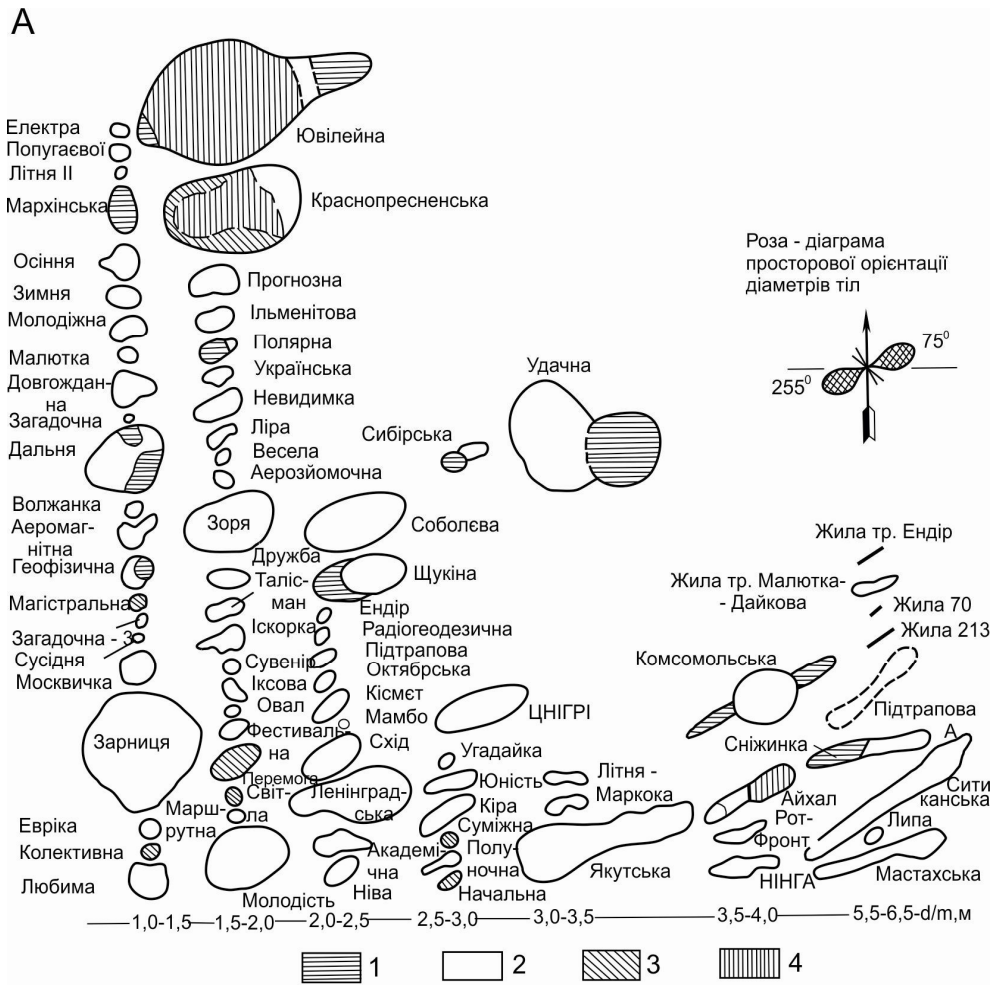 А
Ювілейна
Електра
Попугаєвої
Літня II
Мархінська
Осіння
Зимня
Молодіжна
Малютка
Довгождан-
на
Загадочна
Дальня
Волжанка
Аеромаг-
нітна
Геофізична
Магістральна
Загадочна - 3
Сусідня
Москвичка
Зарниця
Евріка
Колективна
Любима
Краснопресненська
Прогнозна
Ільменітова
Полярна
Українська
Невидимка
Ліра
Весела
Аерозйомочна
Зоря
Дружба
Таліс-
ман
Іскорка
Сувенір
Іксова
Овал
Фестиваль-
на
Перемога
Світ-
ла
Марш-
рутна
Молодість
Соболєва
Щукіна
Ендір
Радіогеодезична
Підтрапова
Октябрська
Кісмєт
Мамбо
Схід
Ленінград-
ська
Академі-
чна
Ніва
Сибірська
ЦНІГРІ
Угадайка
Юність
Кіра
Суміжна
Полу-
ночна
Начальна
Удачна
Літня -
Маркока
Якутська
Роза - діаграма
просторової орієнтації
діаметрів тіл
75⁰
255⁰
Комсомольська
Айхал
Рот-
Фронт
НІНГА
Жила тр. Ендір
Жила тр. Малютка-
- Дайкова
Жила 70
Жила 213
Підтрапова
А
Сніжинка
Сити
канська
Липа
Мастахська
1,0-1,5
1,5-2,0
2,0-2,5
2,5-3,0
3,0-3,5
3,5-4,0
5,5-6,5-d/m,м
1
2
3
4